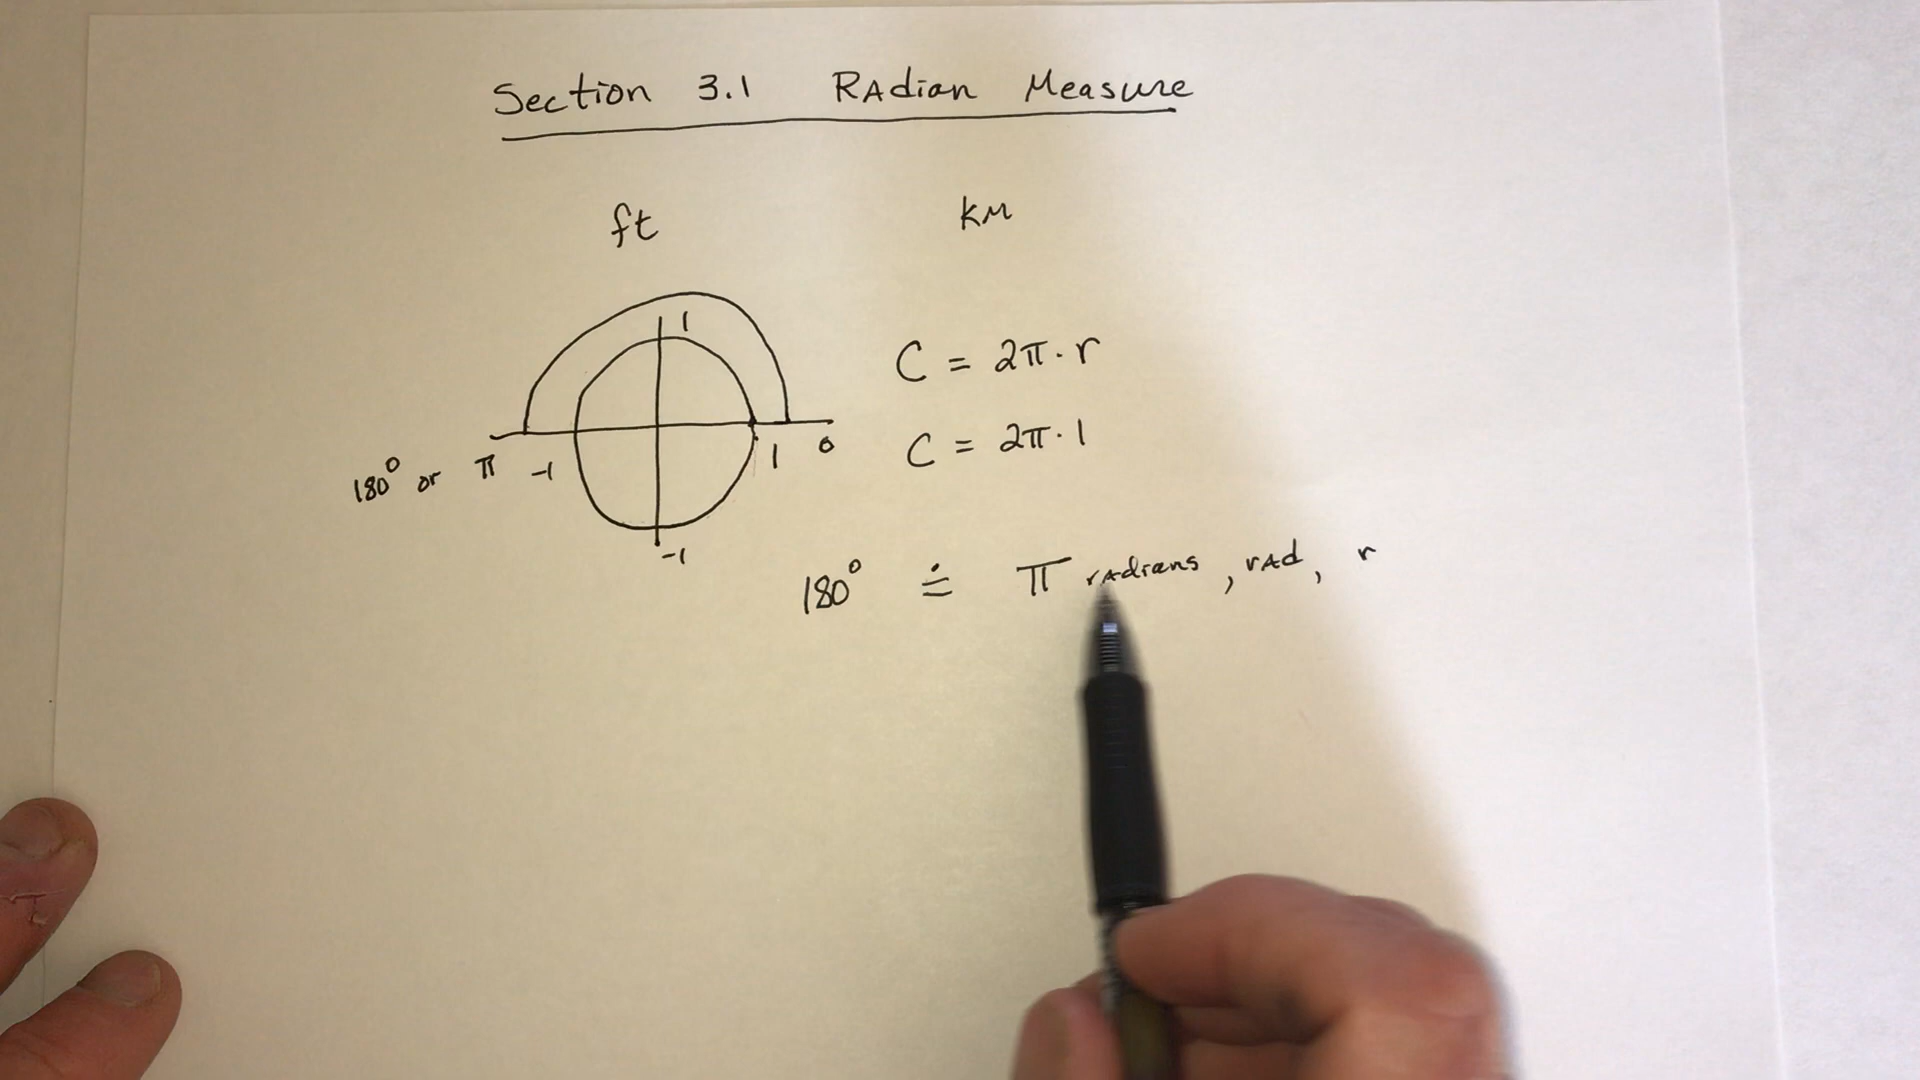 Section 3.1 Radian Measure
ft km
1
C = 2π · r
C = 2π · 1
180° or π -1 1 0
-1
180° ≐ π radians, rad, r